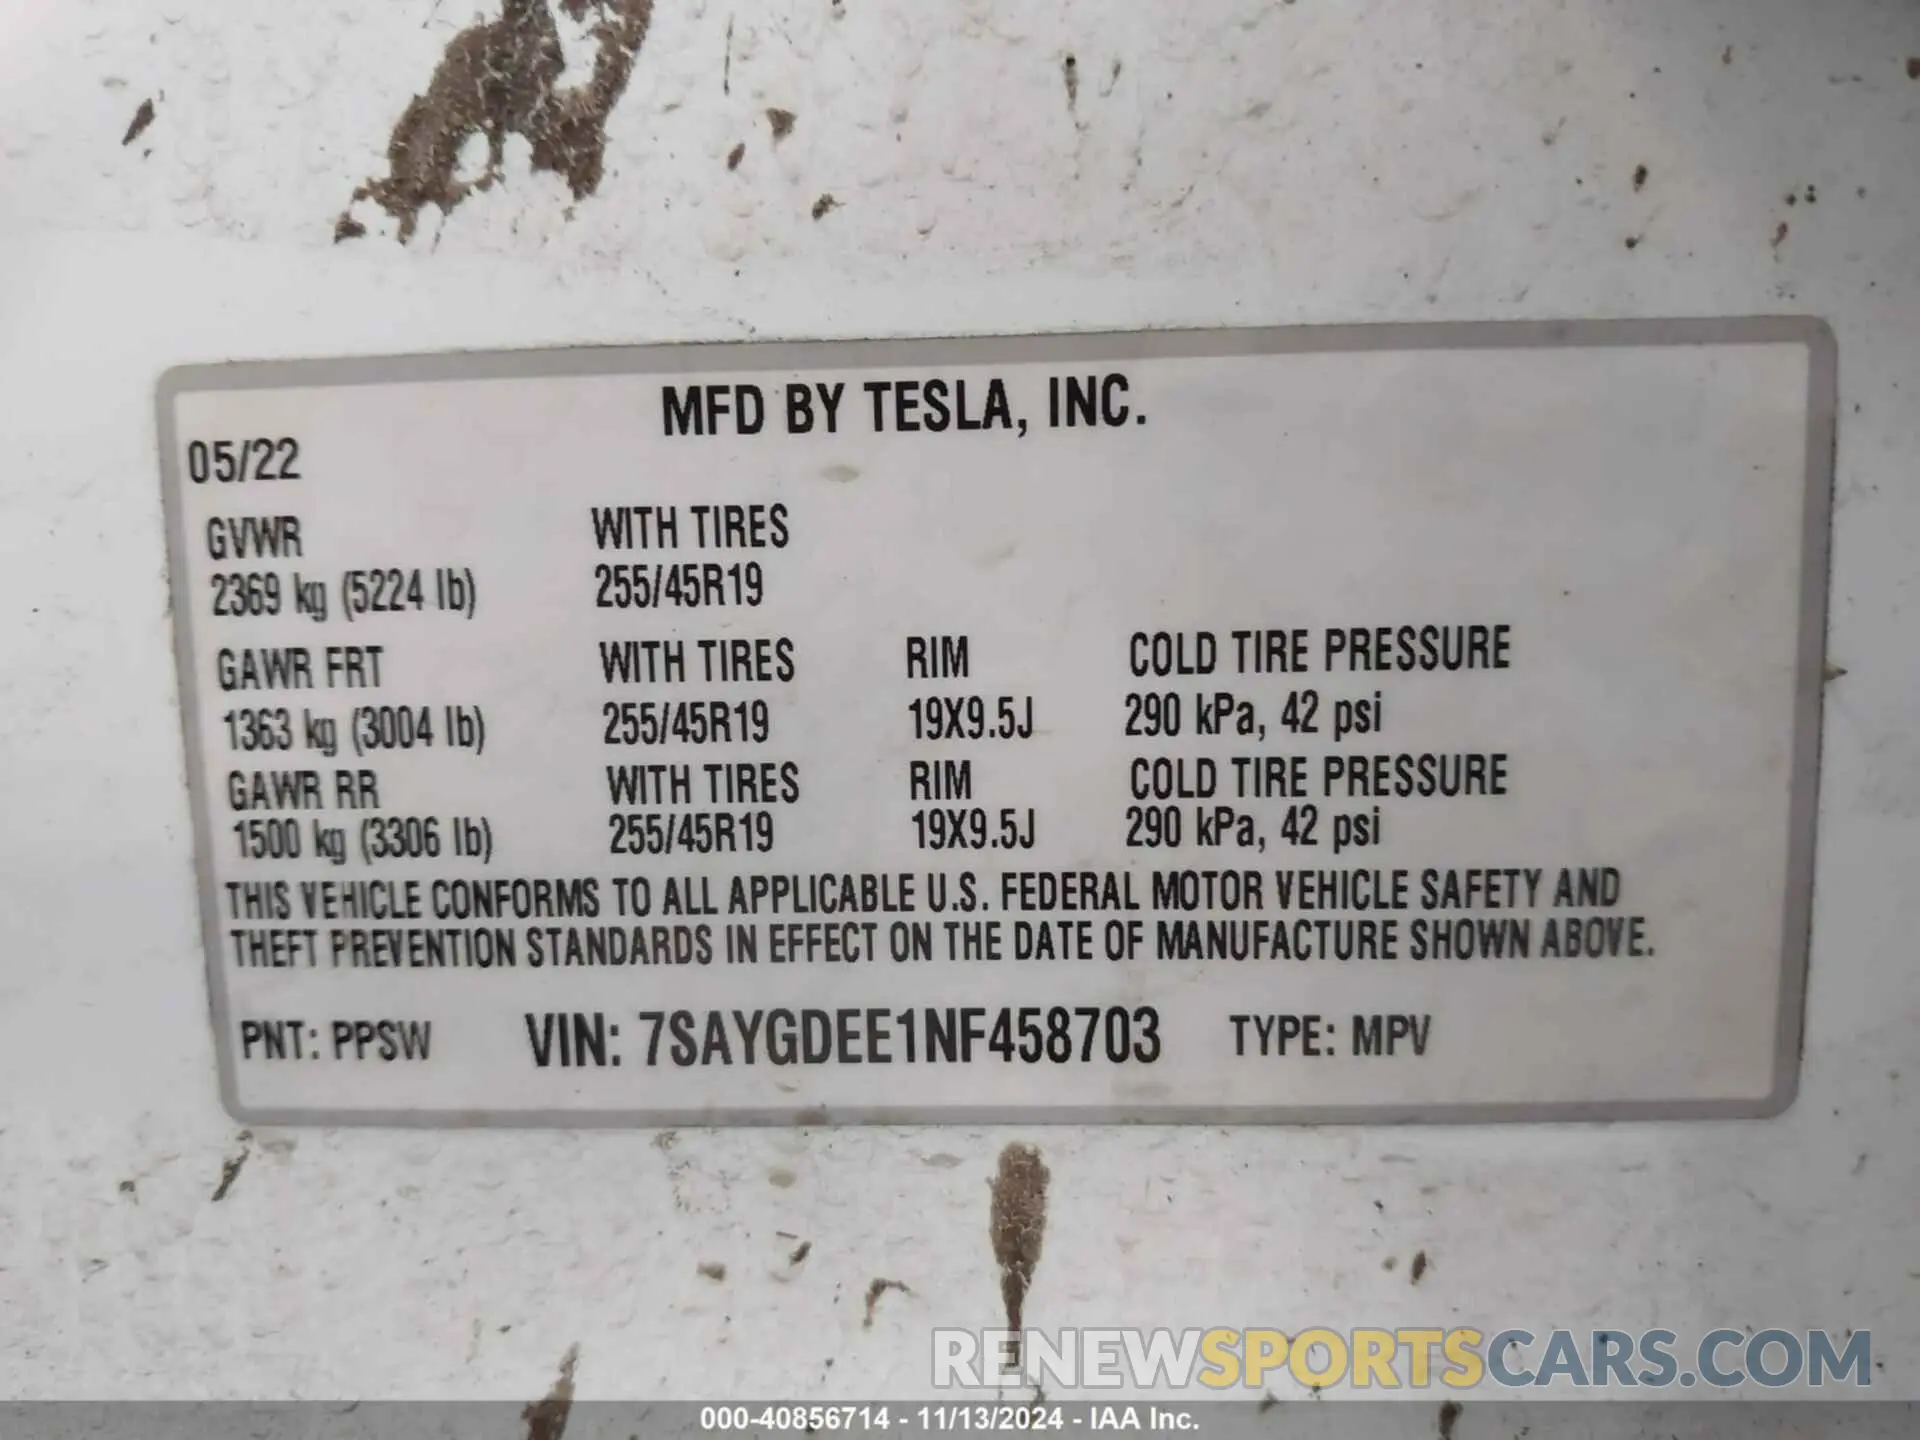 MFD BY TESLA, INC.
05/22
GVWR WITH TIRES
2369 kg (5224 lb) 255/45R19
GAWR FRT WITH TIRES RIM COLD TIRE PRESSURE
1363 kg (3004 lb) 255/45R19 19X9.5J 290 kPa, 42 psi
GAWR RR WITH TIRES RIM COLD TIRE PRESSURE
1500 kg (3306 lb) 255/45R19 19X9.5J 290 kPa, 42 psi
THIS VEHICLE CONFORMS TO ALL APPLICABLE U.S. FEDERAL MOTOR VEHICLE SAFETY AND
THEFT PREVENTION STANDARDS IN EFFECT ON THE DATE OF MANUFACTURE SHOWN ABOVE.
PNT: PPSW VIN: 7SAYGDEE1NF458703 TYPE: MPV
RENEWSPORTSCARS.COM
000-40856714 - 11/13/2024 - IAA Inc.